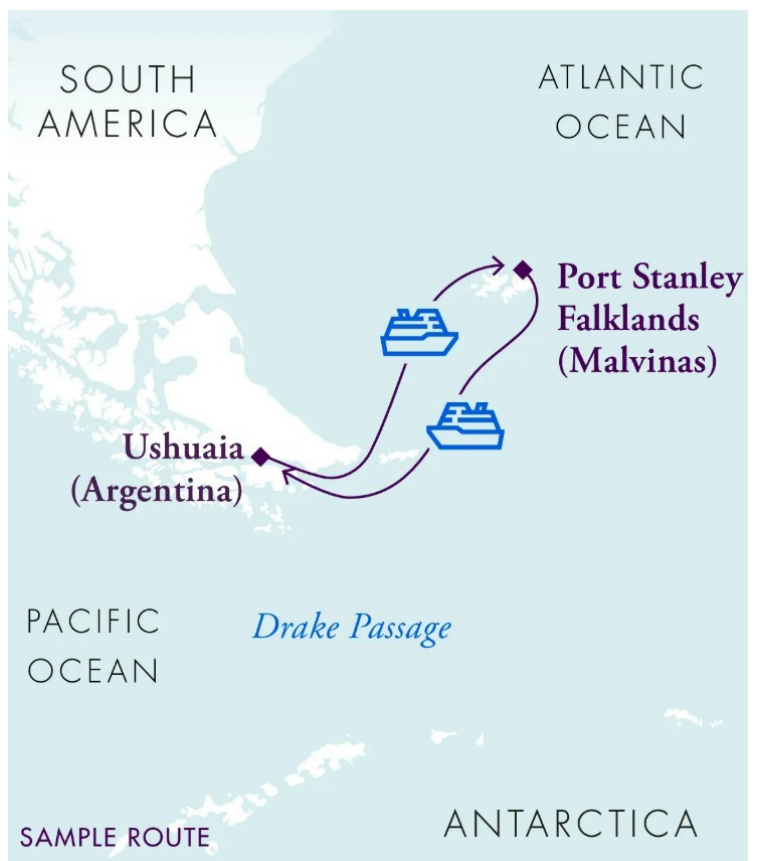 SOUTH
AMERICA
ATLANTIC
OCEAN
Port Stanley
Falklands
(Malvinas)
Ushuaia
(Argentina)
PACIFIC
OCEAN
Drake Passage
ANTARCTICA
SAMPLE ROUTE